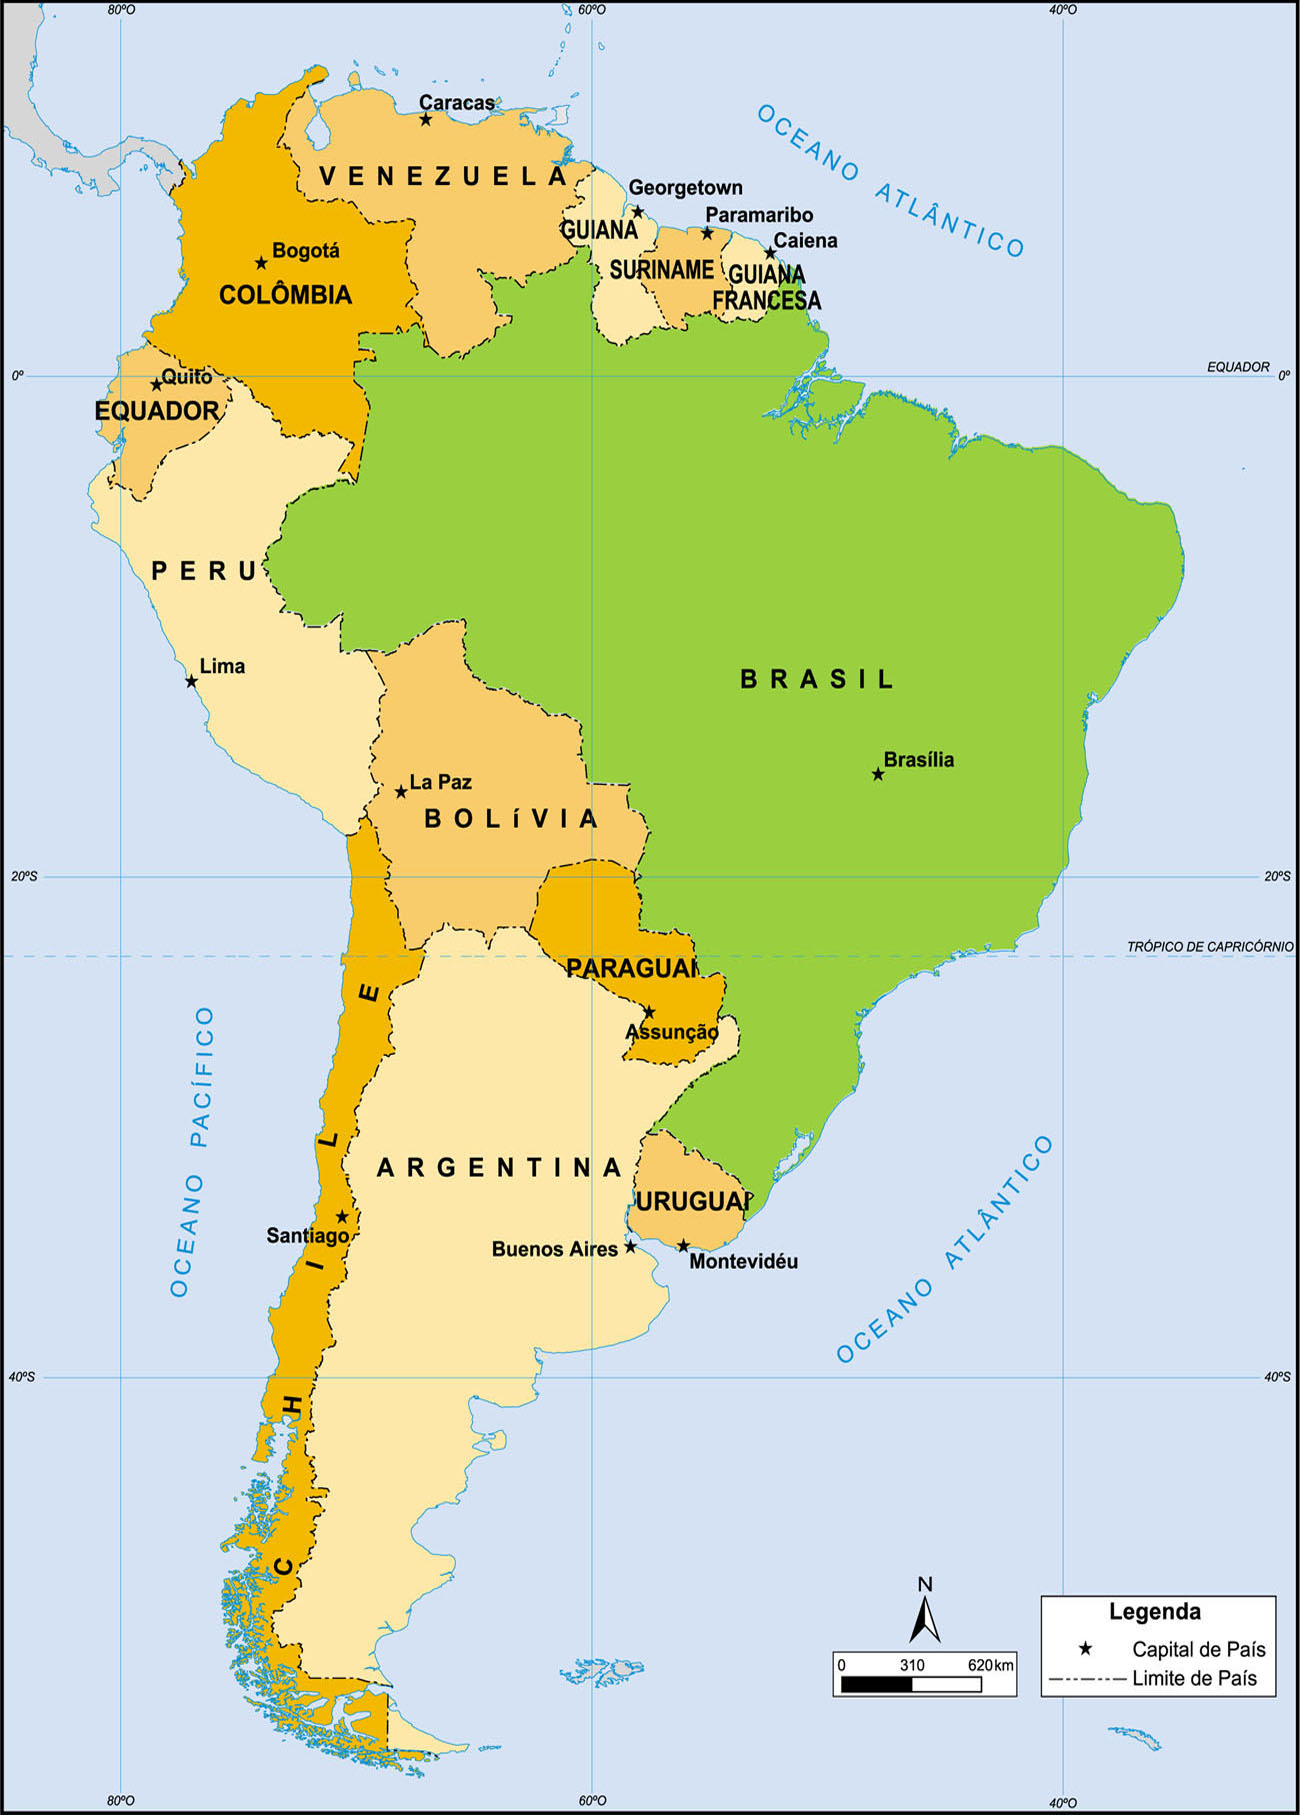 80ºO
60ºO
40ºO
Caracas
OCEANO ATLÂNTICO
VENEZUELA
Georgetown
Paramaribo
GUIANA
Caiena
Bogotá
SURINAME
GUIANA
FRANCESA
COLÔMBIA
EQUADOR
0º
0º
Quito
EQUADOR
PERU
Lima
BRASIL
Brasília
La Paz
BOLíVIA
20ºS
20ºS
TRÓPICO DE CAPRICÓRNIO
PARAGUAI
Assunção
OCEANO PACÍFICO
CHILE
ARGENTINA
URUGUAI
Santiago
Buenos Aires
Montevidéu
OCEANO ATLÂNTICO
40ºS
40ºS
N
0 310 620km
Legenda
Capital de País
Limite de País
80ºO
60ºO
40ºO